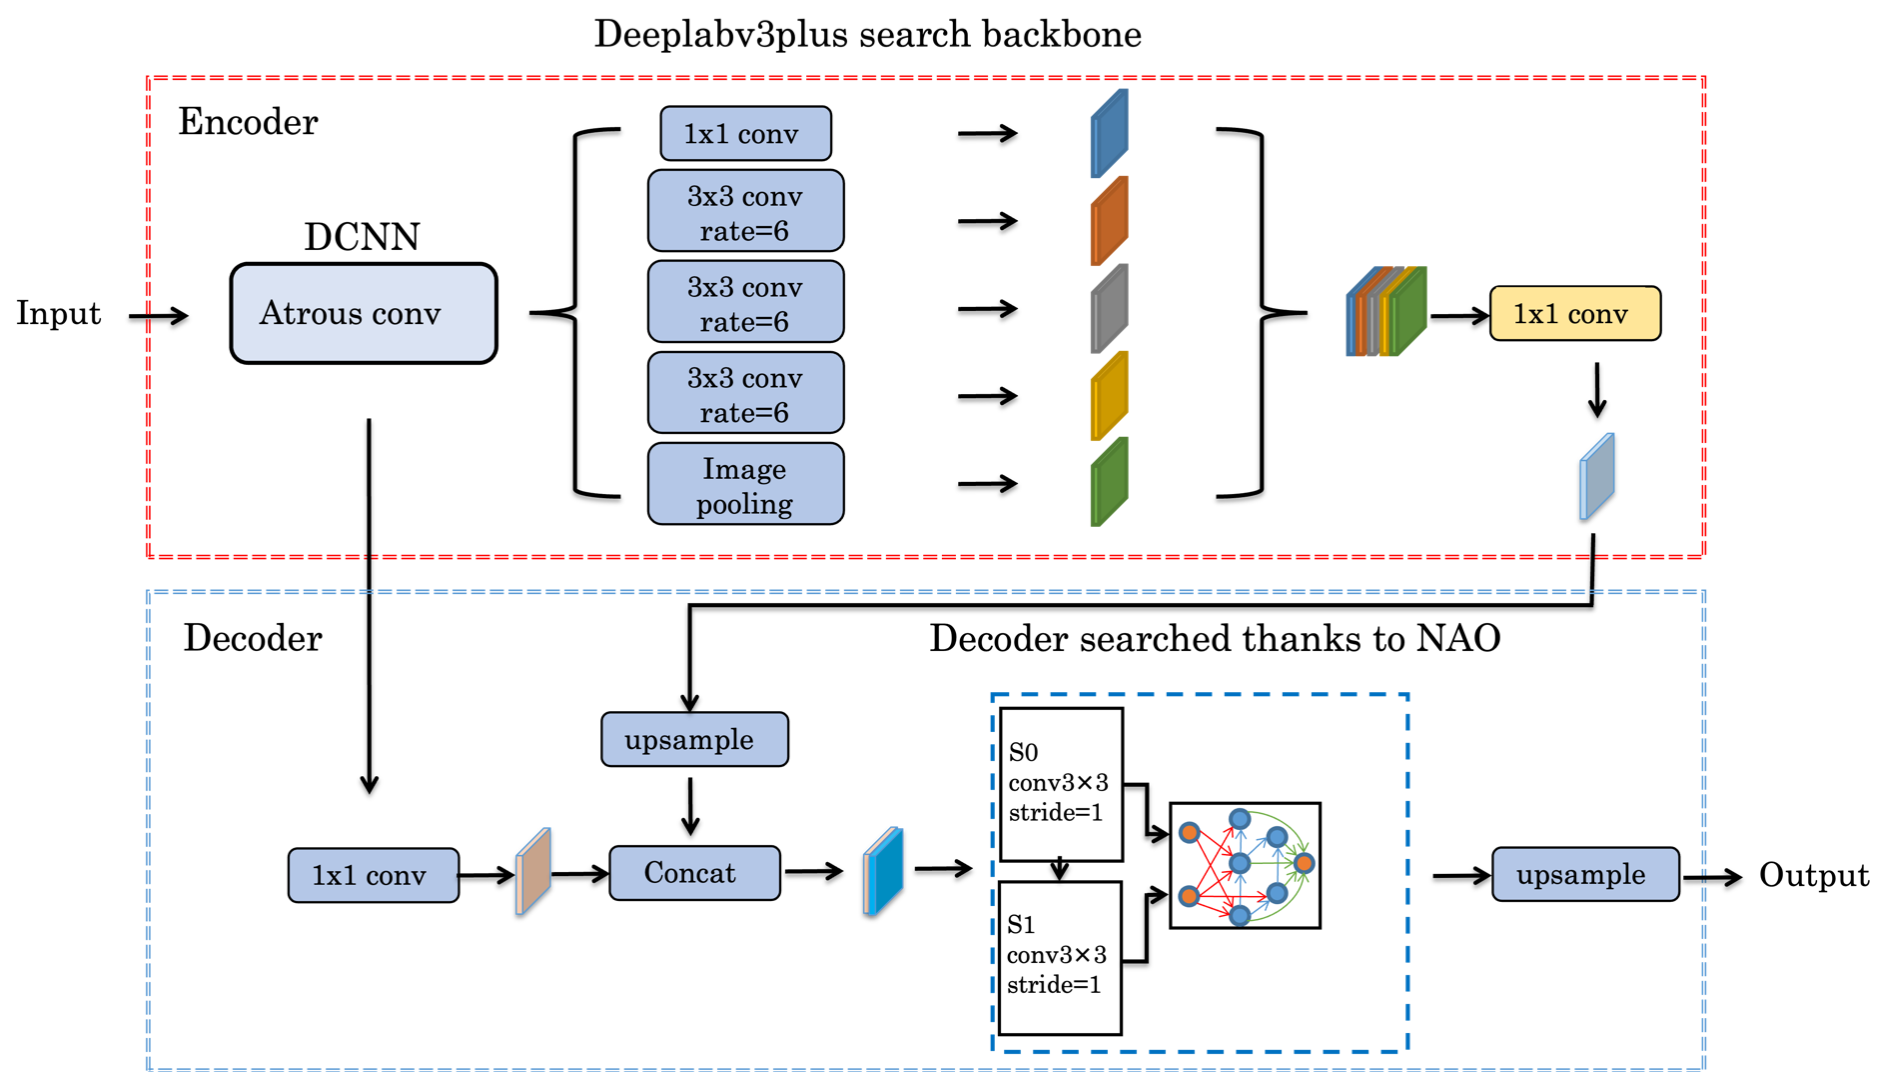 Deeplabv3plus search backbone
Encoder
1x1 conv
3x3 conv
rate=6
DCNN
Input
Atrous conv
3x3 conv
rate=6
1x1 conv
3x3 conv
rate=6
Image
pooling
Decoder
Decoder searched thanks to NAO
upsample
S0
conv3×3
stride=1
1x1 conv
Concat
upsample
Output
S1
conv3×3
stride=1